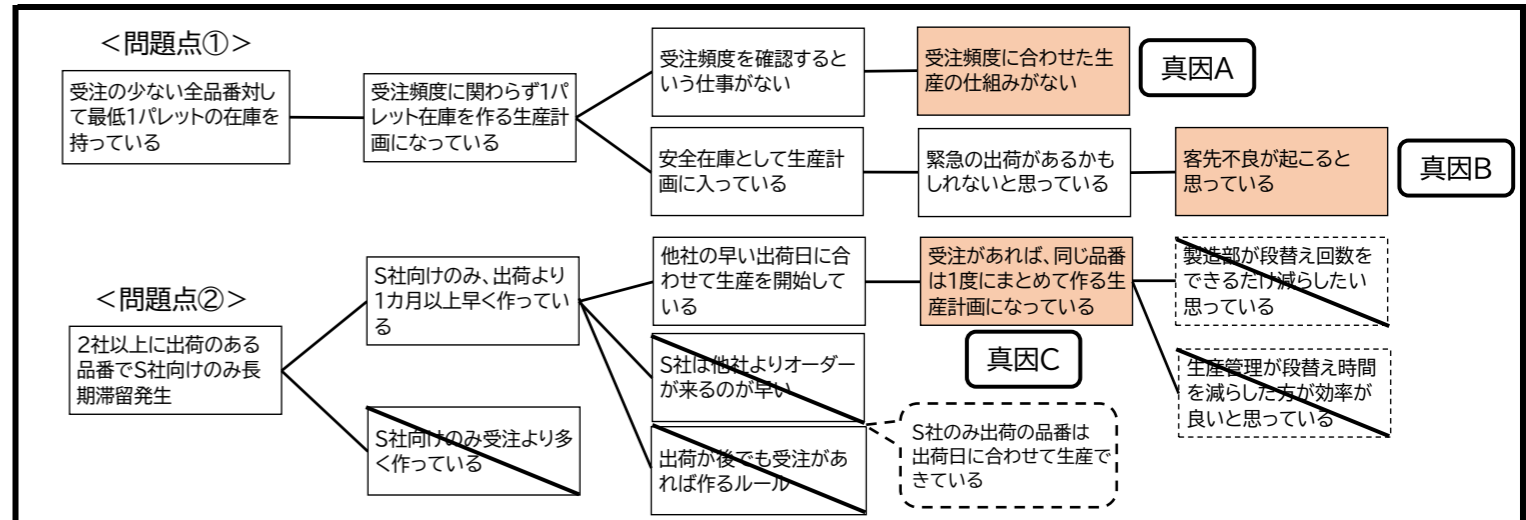 <問題点①>
受注の少ない全品番対し
て最低1パレットの在庫を
持っている
受注頻度に関わらず1パ
レット在庫を作る生産計
画になっている
受注頻度を確認すると
いう仕事がない
受注頻度に合わせた生
産の仕組みがない
真因A
安全在庫として生産計
画に入っている
緊急の出荷があるかも
しれないと思っている
客先不良が起こると
思っている
真因B
<問題点②>
2社以上に出荷のある
品番でS社向けのみ長
期滞留発生
S社向けのみ、出荷より
1カ月以上早く作ってい
る
S社向けのみ受注より多
く作っている
他社の早い出荷日に合
わせて生産を開始して
いる
S社は他社よりオーダー
が来るのが早い
出荷が後でも受注があ
れば作るルール
受注があれば、同じ品番
は1度にまとめて作る生
産計画になっている
真因C
S社のみ出荷の品番は
出荷日に合わせて生産で
きている
製造部が段替え回数を
できるだけ減らしたい
思っている
生産管理が段替え時間
を減らした方が効率が
良いと思っている